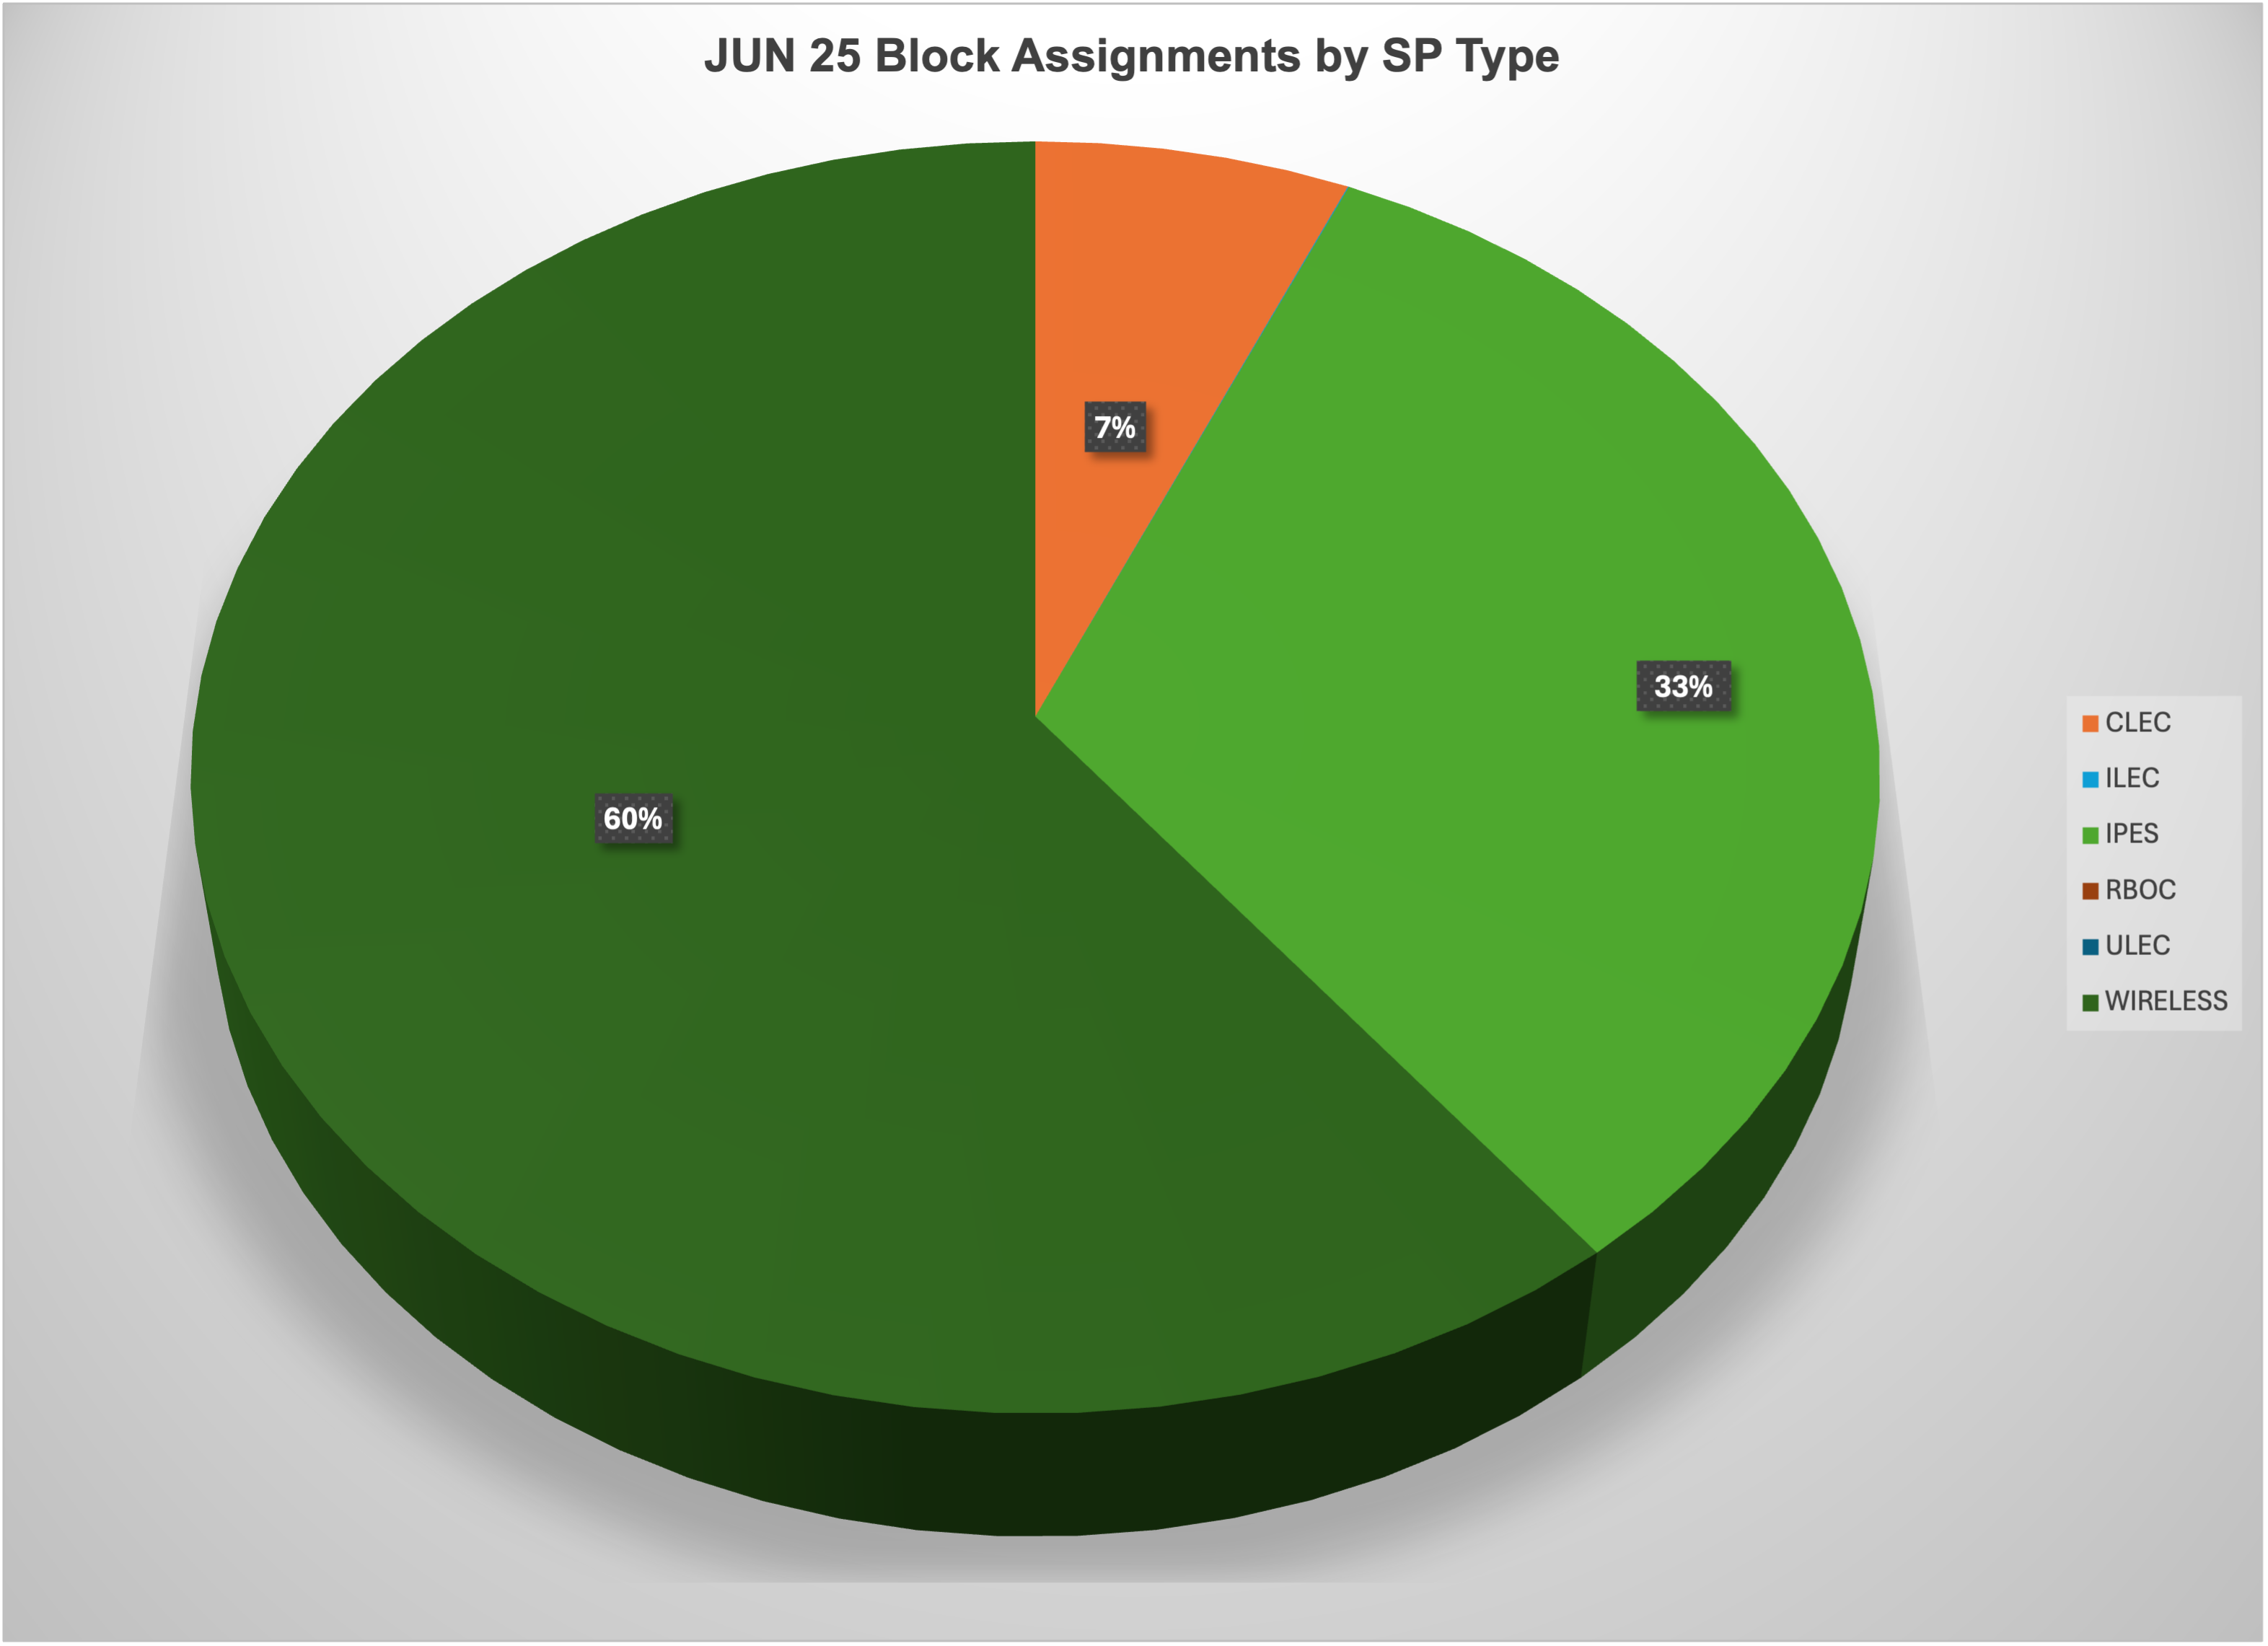 JUN 25 Block Assignments by SP Type
7%
33%
60%
CLEC
ILEC
IPES
RBOC
ULEC
WIRELESS